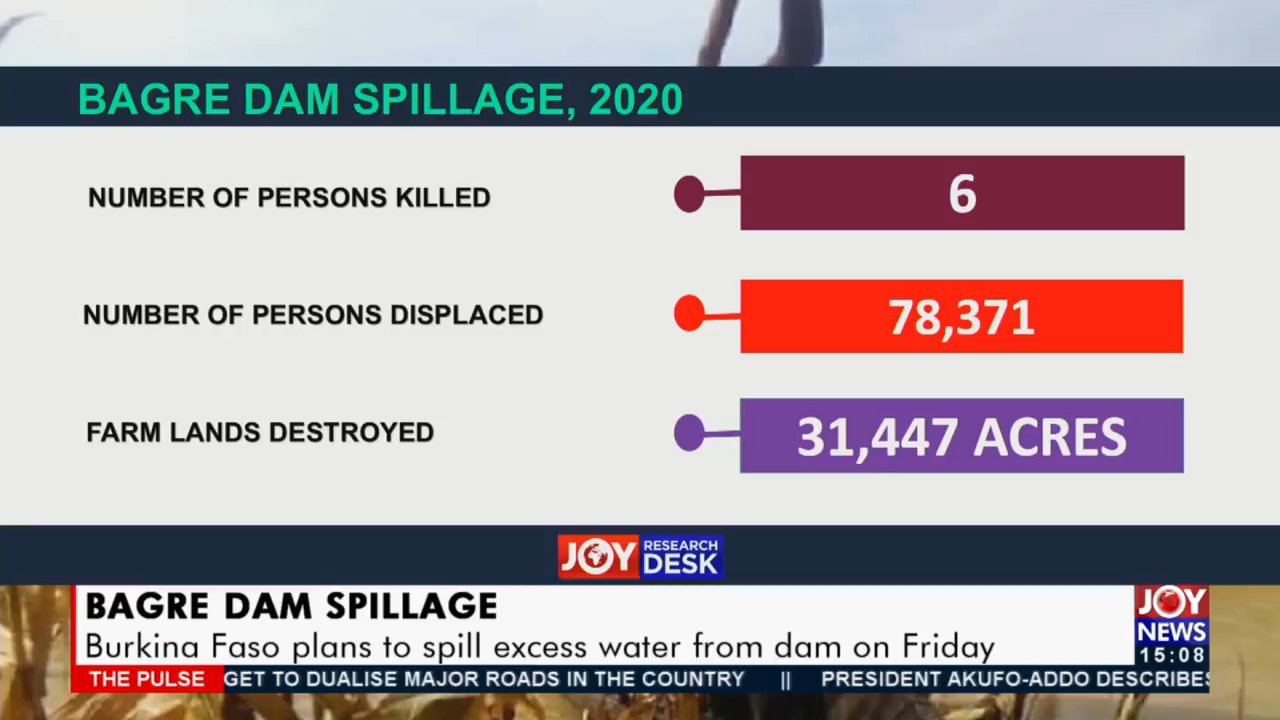 BAGRE DAM SPILLAGE, 2020
NUMBER OF PERSONS KILLED
6
NUMBER OF PERSONS DISPLACED
78,371
FARM LANDS DESTROYED
31,447 ACRES
JOY RESEARCH DESK
BAGRE DAM SPILLAGE
Burkina Faso plans to spill excess water from dam on Friday
JOY
NEWS
15:08
THE PULSE GET TO DUALISE MAJOR ROADS IN THE COUNTRY || PRESIDENT AKUFO-ADDO DESCRIBES